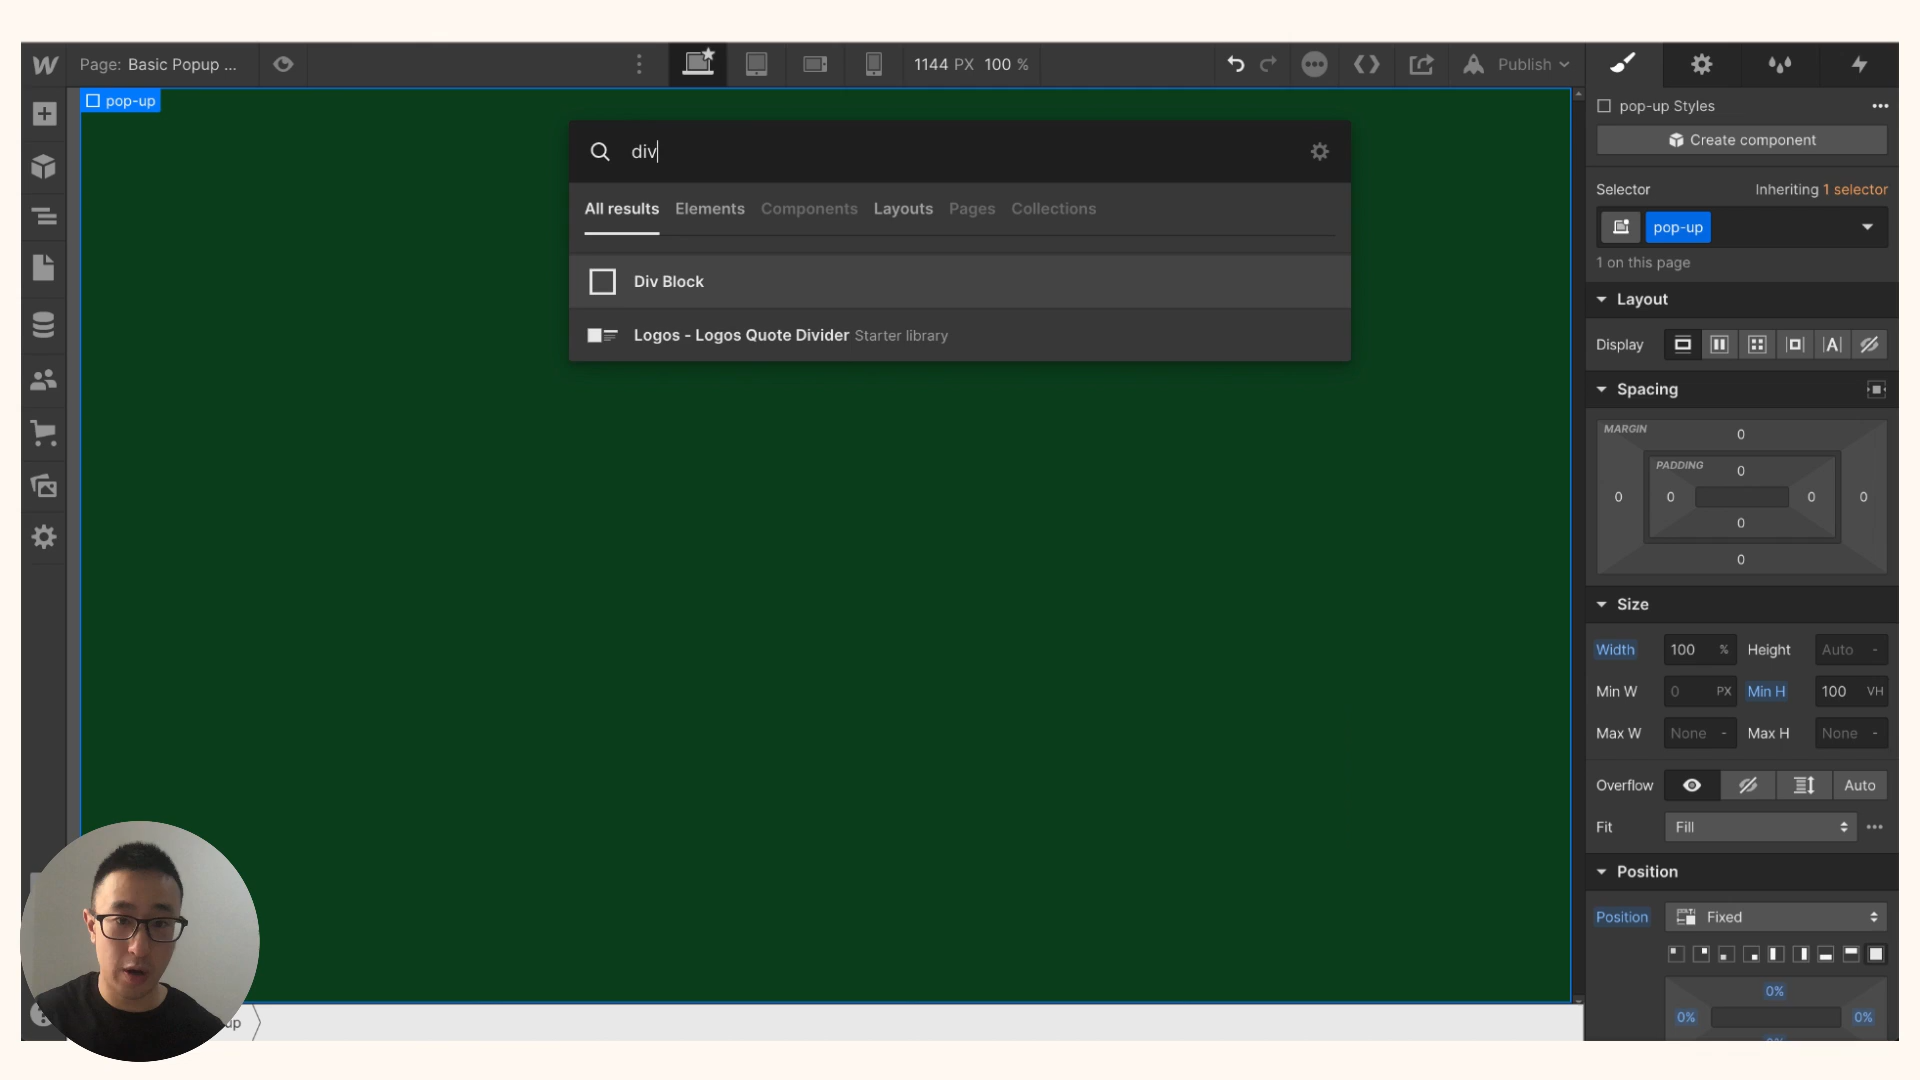 Page: Basic Popup ...
1144 PX 100 %
Publish
pop-up
div
All results Elements Components Layouts Pages Collections
Div Block
Logos - Logos Quote Divider Starter library
pop-up Styles
Create component
Selector Inheriting 1 selector
pop-up
1 on this page
Layout
Display
Spacing
MARGIN
0
PADDING
0
0 0 0 0
0
0
Size
Width 100 % Height Auto -
Min W 0 PX Min H 100 VH
Max W None - Max H None -
Overflow Auto
Fit Fill
Position
Position Fixed
0%
0% 0%
up